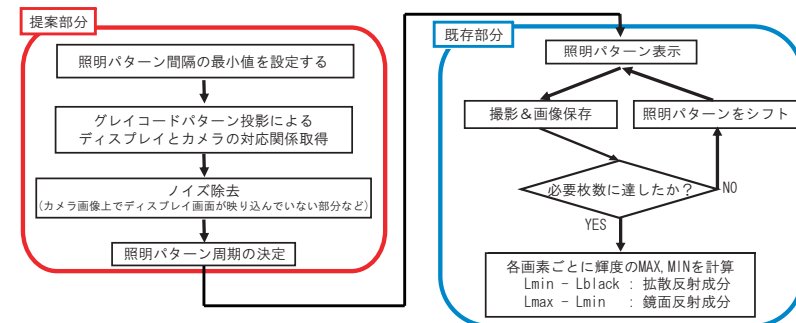 提案部分
照明パターン間隔の最小値を設定する
グレイコードパターン投影による
ディスプレイとカメラの対応関係取得
ノイズ除去
(カメラ画像上でディスプレイ画面が映り込んでいない部分など)
照明パターン周期の決定
既存部分
照明パターン表示
撮影＆画像保存
照明パターンをシフト
必要枚数に達したか？
NO
YES
各画素ごとに輝度のMAX,MINを計算
Lmin - Lblack : 拡散反射成分
Lmax - Lmin : 鏡面反射成分